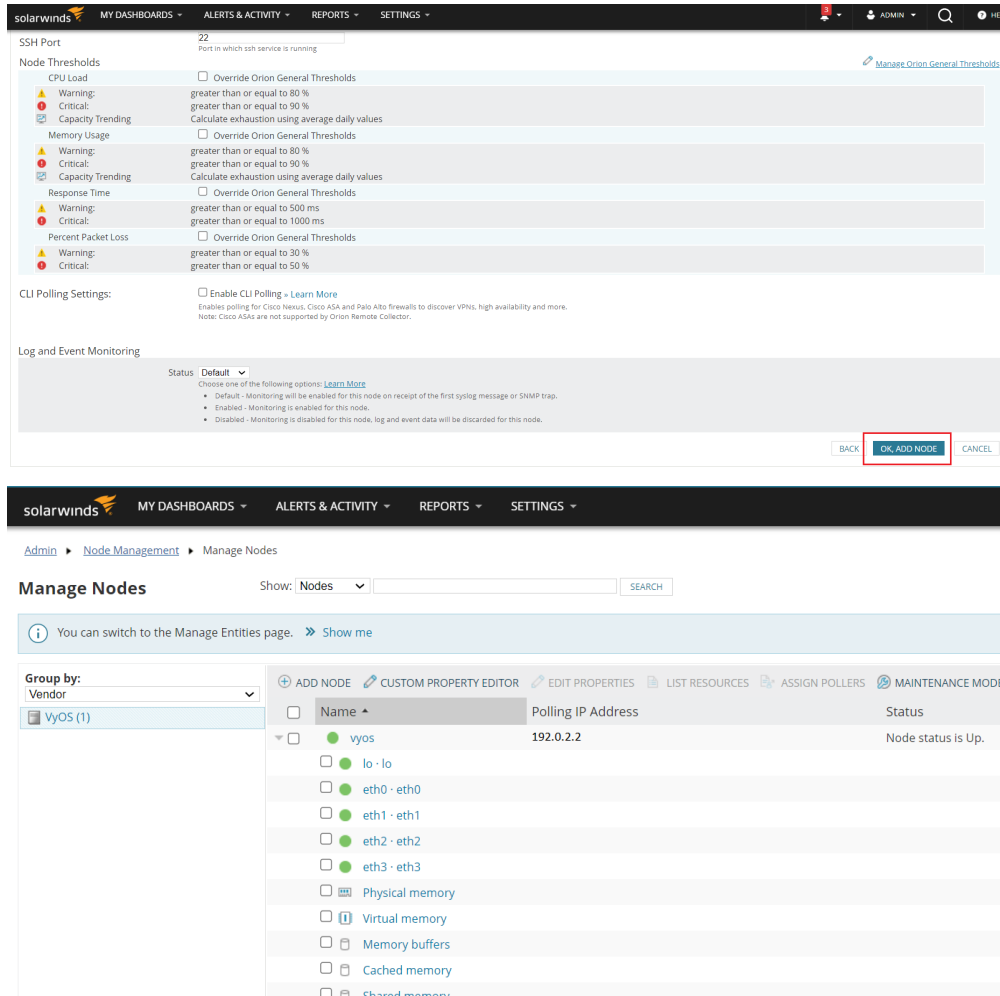 solarwinds MY DASHBOARDS ALERTS & ACTIVITY REPORTS SETTINGS 3 ADMIN HE
SSH Port 22
Port in which ssh service is running
Node Thresholds Manage Orion General Thresholds
CPU Load Override Orion General Thresholds
Warning: greater than or equal to 80 %
Critical: greater than or equal to 90 %
Capacity Trending Calculate exhaustion using average daily values
Memory Usage Override Orion General Thresholds
Warning: greater than or equal to 80 %
Critical: greater than or equal to 90 %
Capacity Trending Calculate exhaustion using average daily values
Response Time Override Orion General Thresholds
Warning: greater than or equal to 500 ms
Critical: greater than or equal to 1000 ms
Percent Packet Loss Override Orion General Thresholds
Warning: greater than or equal to 30 %
Critical: greater than or equal to 50 %
CLI Polling Settings: Enable CLI Polling » Learn More
Enables polling for Cisco Nexus, Cisco ASA and Palo Alto firewalls to discover VPNs, high availability and more.
Note: Cisco ASAs are not supported by Orion Remote Collector.
Log and Event Monitoring
Status Default
Choose one of the following options: Learn More
• Default - Monitoring will be enabled for this node on receipt of the first syslog message or SNMP trap.
• Enabled - Monitoring is enabled for this node.
• Disabled - Monitoring is disabled for this node, log and event data will be discarded for this node.
BACK OK, ADD NODE CANCEL
solarwinds MY DASHBOARDS ALERTS & ACTIVITY REPORTS SETTINGS
Admin Node Management Manage Nodes
Manage Nodes Show: Nodes SEARCH
You can switch to the Manage Entities page. » Show me
Group by:
Vendor
VyOS (1)
ADD NODE CUSTOM PROPERTY EDITOR EDIT PROPERTIES LIST RESOURCES ASSIGN POLLERS MAINTENANCE MODE
Name Polling IP Address Status
vyos 192.0.2.2 Node status is Up.
lo · lo
eth0 · eth0
eth1 · eth1
eth2 · eth2
eth3 · eth3
Physical memory
Virtual memory
Memory buffers
Cached memory
Shared memory